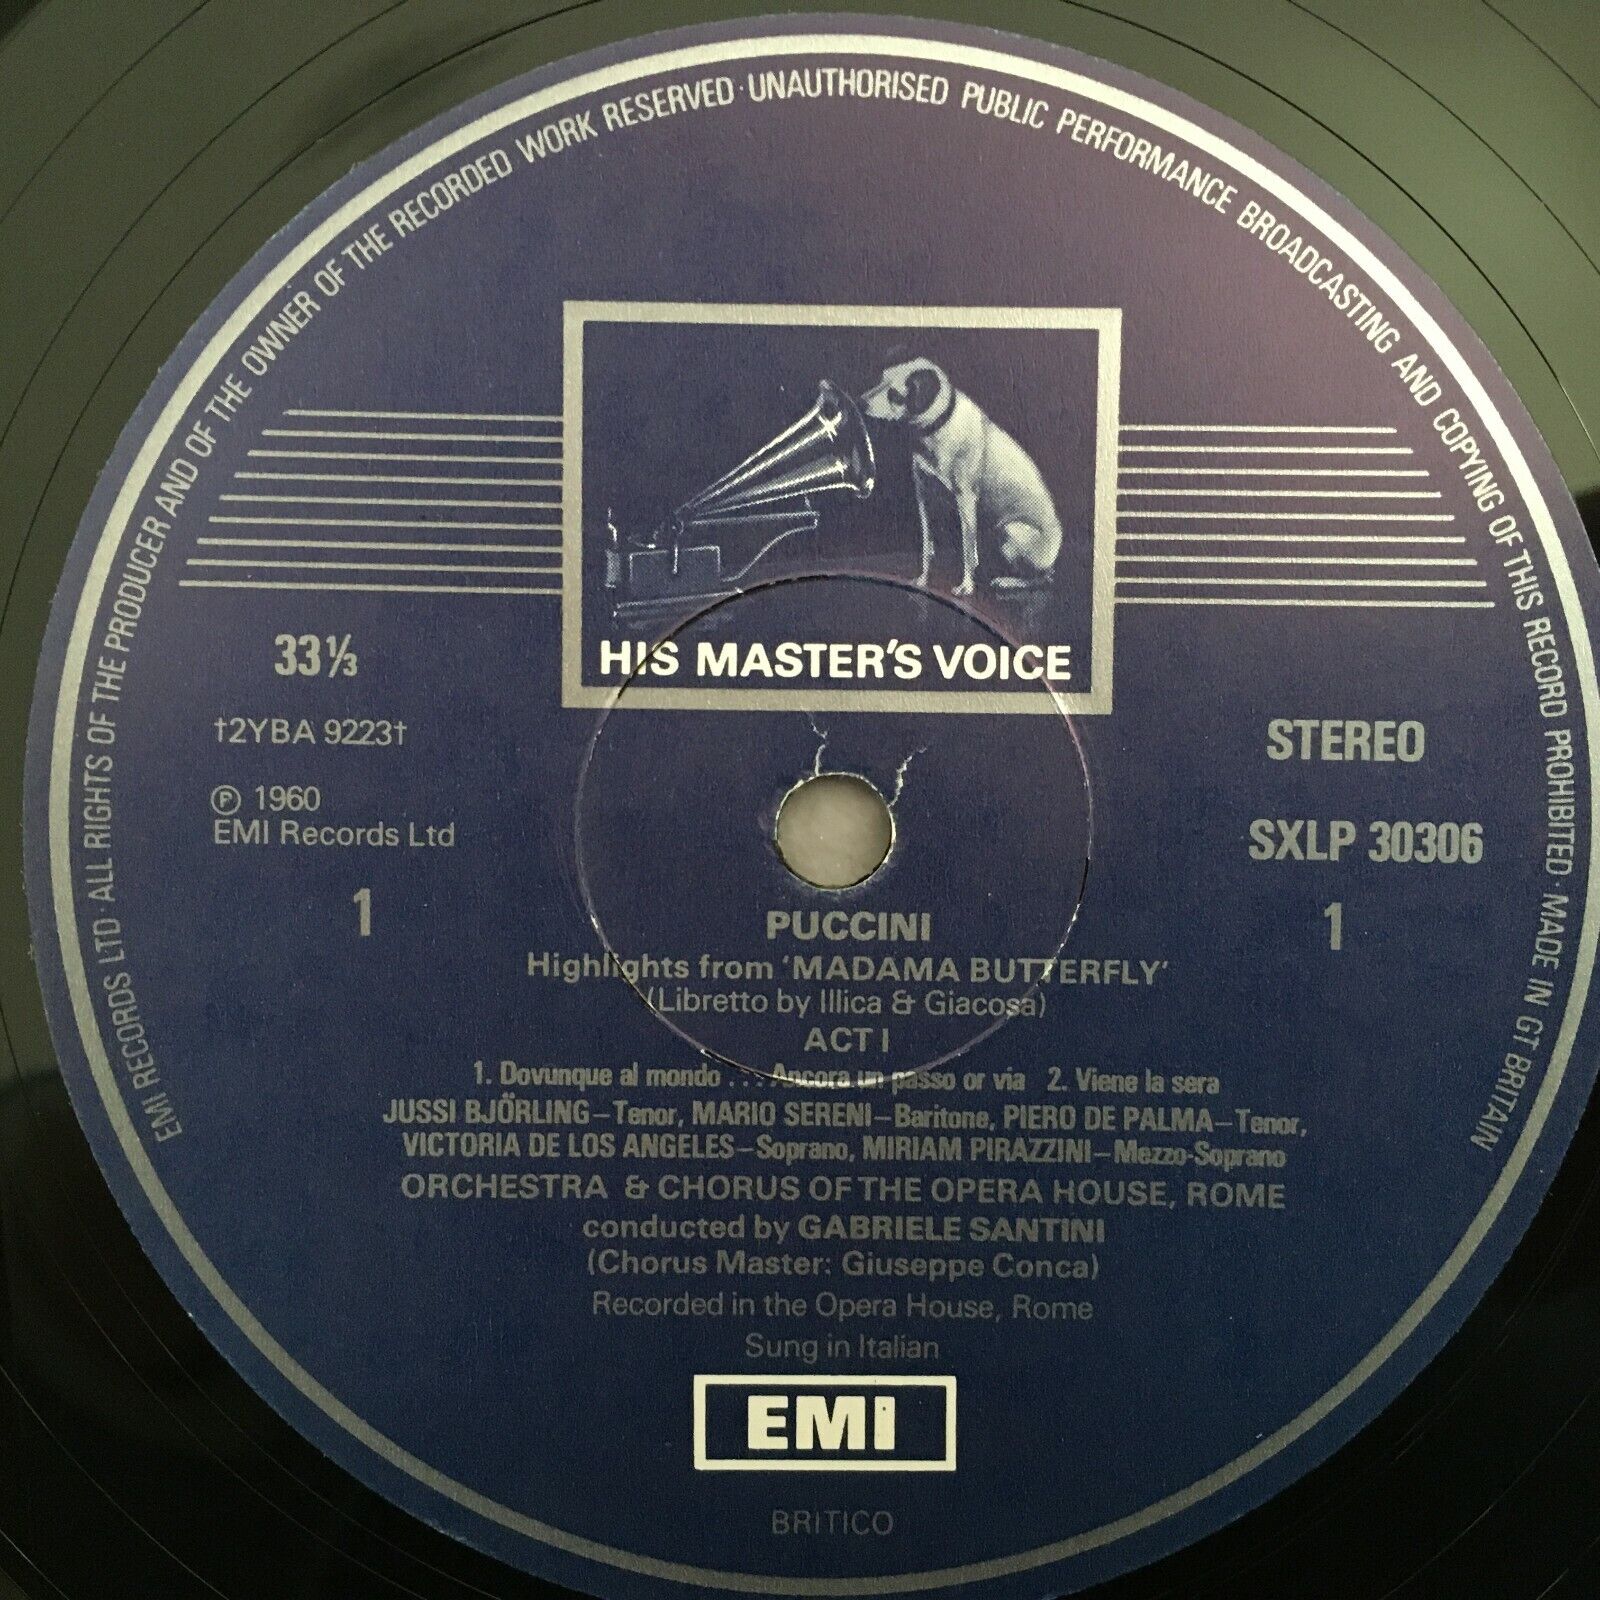 EMI RECORDS LTD · ALL RIGHTS OF THE PRODUCER AND OF THE OWNER OF THE RECORDED WORK RESERVED · UNAUTHORISED PUBLIC PERFORMANCE BROADCASTING AND COPYING OF THIS RECORD PROHIBITED · MADE IN GT BRITAIN
HIS MASTER'S VOICE
33⅓
†2YBA 9223†
℗ 1960
EMI Records Ltd
1
STEREO
SXLP 30306
1
PUCCINI
Highlights from 'MADAMA BUTTERFLY'
(Libretto by Illica & Giacosa)
ACT I
1. Dovunque al mondo . . . Ancora un passo or via 2. Viene la sera
JUSSI BJÖRLING—Tenor, MARIO SERENI—Baritone, PIERO DE PALMA—Tenor,
VICTORIA DE LOS ANGELES—Soprano, MIRIAM PIRAZZINI—Mezzo-Soprano
ORCHESTRA & CHORUS OF THE OPERA HOUSE, ROME
conducted by GABRIELE SANTINI
(Chorus Master: Giuseppe Conca)
Recorded in the Opera House, Rome
Sung in Italian
EMI
BRITICO